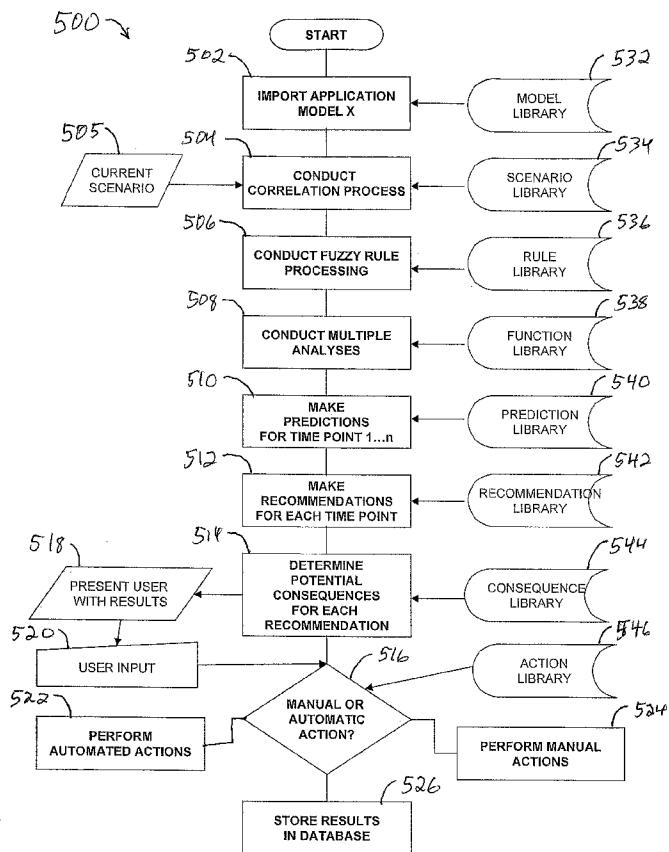 500
START
502
IMPORT APPLICATION
MODEL X
532
MODEL
LIBRARY
505
CURRENT
SCENARIO
504
CONDUCT
CORRELATION PROCESS
534
SCENARIO
LIBRARY
506
CONDUCT FUZZY RULE
PROCESSING
536
RULE
LIBRARY
508
CONDUCT MULTIPLE
ANALYSES
538
FUNCTION
LIBRARY
510
MAKE
PREDICTIONS
FOR TIME POINT 1...n
540
PREDICTION
LIBRARY
512
MAKE
RECOMMENDATIONS
FOR EACH TIME POINT
542
RECOMMENDATION
LIBRARY
514
DETERMINE
POTENTIAL
CONSEQUENCES
FOR EACH
RECOMMENDATION
544
CONSEQUENCE
LIBRARY
518
PRESENT USER
WITH RESULTS
520
USER INPUT
516
MANUAL OR
AUTOMATIC
ACTION?
546
ACTION
LIBRARY
522
PERFORM
AUTOMATED ACTIONS
524
PERFORM MANUAL
ACTIONS
526
STORE RESULTS
IN DATABASE